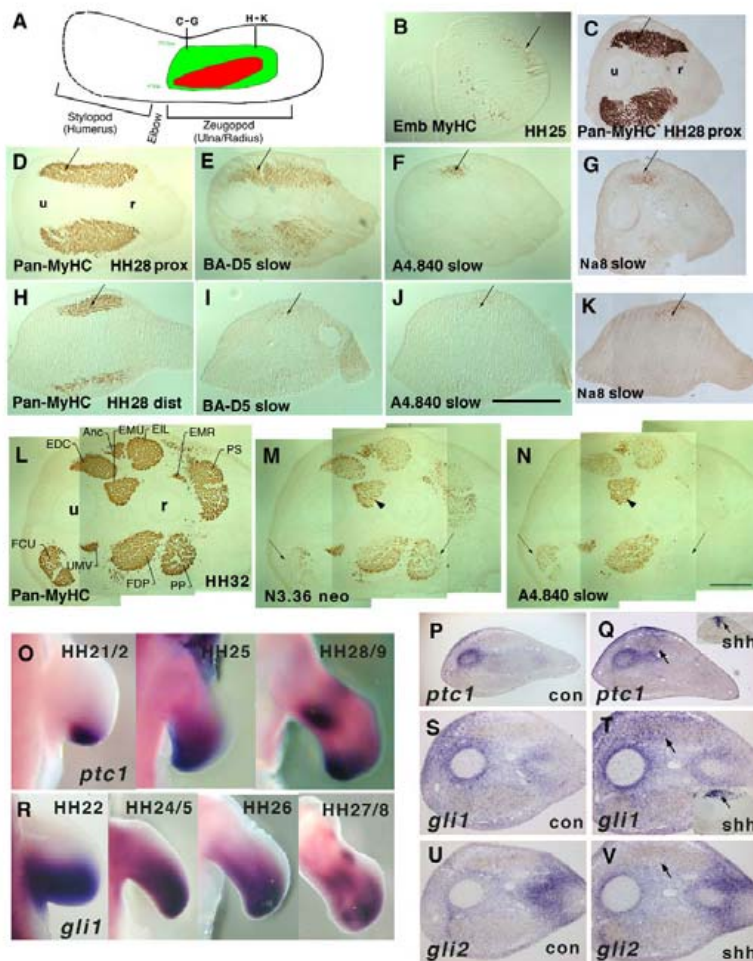 A
C-G
H-K
Stylopod
(Humerus)
Elbow
Zeugopod
(Ulna/Radius)
B
Emb MyHC
HH25
C
u
r
Pan-MyHC HH28 prox
D
u
r
Pan-MyHC HH28 prox
E
BA-D5 slow
F
A4.840 slow
G
Na8 slow
H
Pan-MyHC HH28 dist
I
BA-D5 slow
J
A4.840 slow
K
Na8 slow
L
EDC
Anc
EMU
EIL
EMR
PS
u
r
FCU
UMV
FDP
PP
Pan-MyHC
HH32
M
N3.36 neo
N
A4.840 slow
O
HH21/2
HH25
HH28/9
ptc1
P
ptc1
con
Q
ptc1
shh
R
HH22
HH24/5
HH26
HH27/8
gli1
S
gli1
con
T
gli1
shh
U
gli2
con
V
gli2
shh